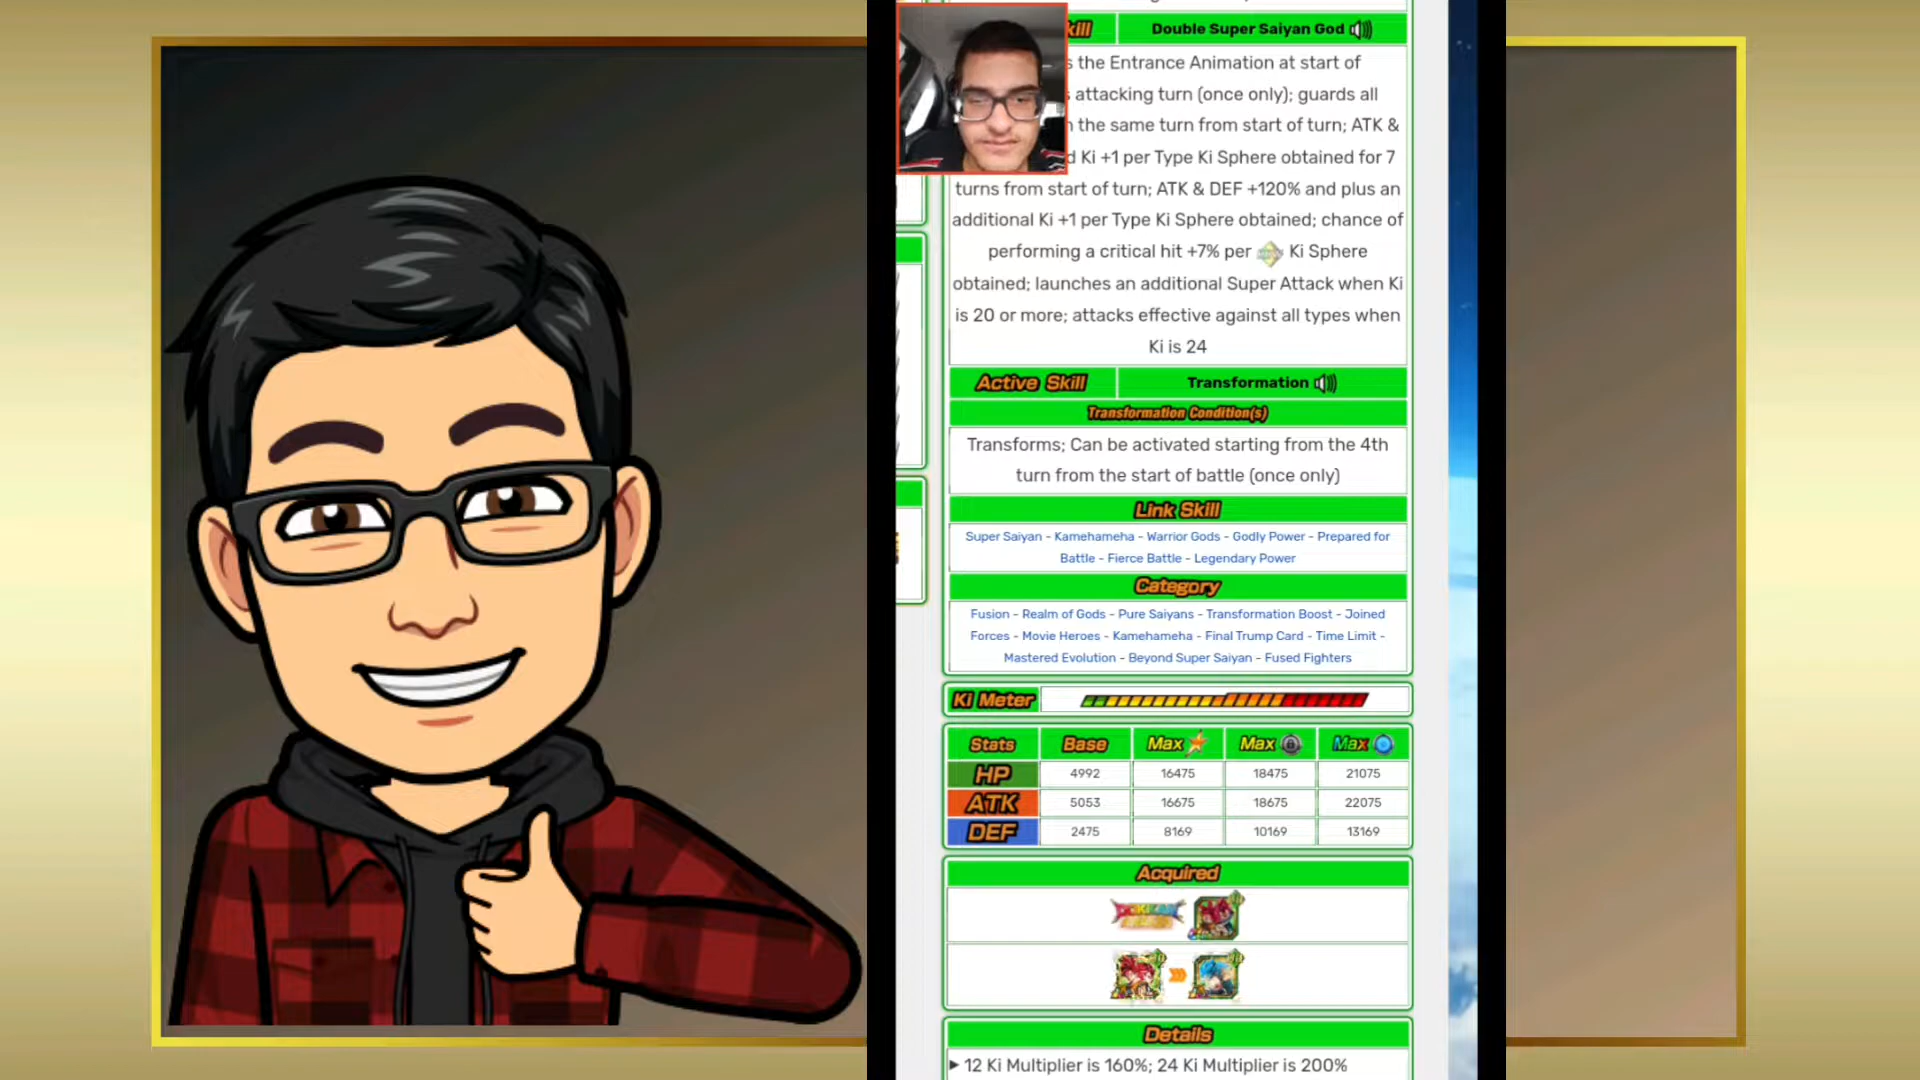 kill Double Super Saiyan God
s the Entrance Animation at start of
attacking turn (once only); guards all
the same turn from start of turn; ATK &
d Ki +1 per Type Ki Sphere obtained for 7
turns from start of turn; ATK & DEF +120% and plus an
additional Ki +1 per Type Ki Sphere obtained; chance of
performing a critical hit +7% per Ki Sphere
obtained; launches an additional Super Attack when Ki
is 20 or more; attacks effective against all types when
Ki is 24
Active Skill Transformation
Transformation Condition(s)
Transforms; Can be activated starting from the 4th
turn from the start of battle (once only)
Link Skill
Super Saiyan - Kamehameha - Warrior Gods - Godly Power - Prepared for
Battle - Fierce Battle - Legendary Power
Category
Fusion - Realm of Gods - Pure Saiyans - Transformation Boost - Joined
Forces - Movie Heroes - Kamehameha - Final Trump Card - Time Limit -
Mastered Evolution - Beyond Super Saiyan - Fused Fighters
Ki Meter
Stats Base Max Max Max
HP 4992 16475 18475 21075
ATK 5053 16675 18675 22075
DEF 2475 8169 10169 13169
Acquired
Details
12 Ki Multiplier is 160%; 24 Ki Multiplier is 200%